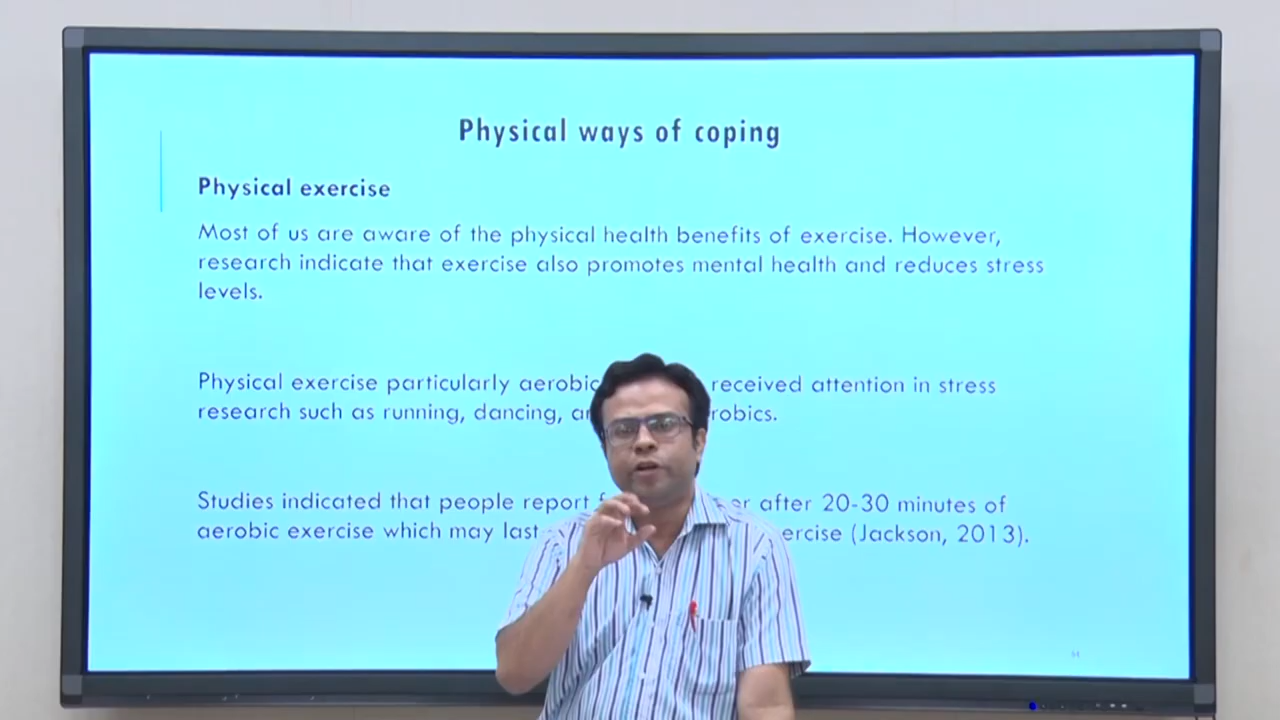 Physical ways of coping
Physical exercise
Most of us are aware of the physical health benefits of exercise. However,
research indicate that exercise also promotes mental health and reduces stress
levels.
Physical exercise particularly aerobic received attention in stress
research such as running, dancing,
Studies indicated that people report after 20-30 minutes of
aerobic exercise which may last (Jackson, 2013).